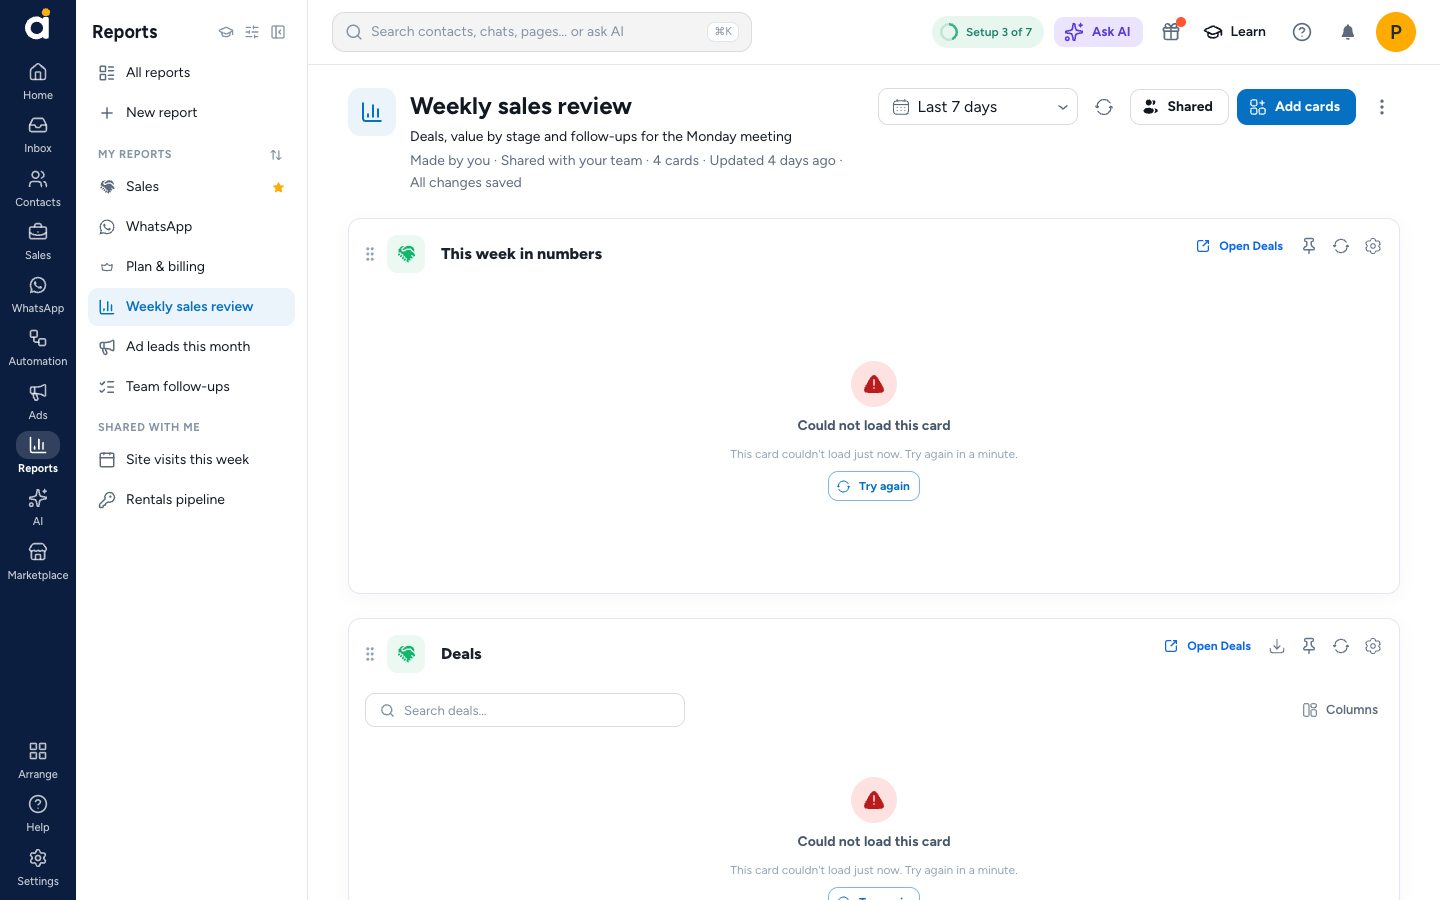 Reports
Search contacts, chats, pages... or ask AI
⌘K
Setup 3 of 7
Ask AI
Learn
P
Home
Inbox
Contacts
Sales
WhatsApp
Automation
Ads
Reports
AI
Marketplace
Arrange
Help
Settings
All reports
New report
MY REPORTS
Sales
WhatsApp
Plan & billing
Weekly sales review
Ad leads this month
Team follow-ups
SHARED WITH ME
Site visits this week
Rentals pipeline
Weekly sales review
Deals, value by stage and follow-ups for the Monday meeting
Made by you · Shared with your team · 4 cards · Updated 4 days ago ·
All changes saved
Last 7 days
Shared
Add cards
This week in numbers
Open Deals
Could not load this card
This card couldn't load just now. Try again in a minute.
Try again
Deals
Open Deals
Search deals...
Columns
Could not load this card
This card couldn't load just now. Try again in a minute.